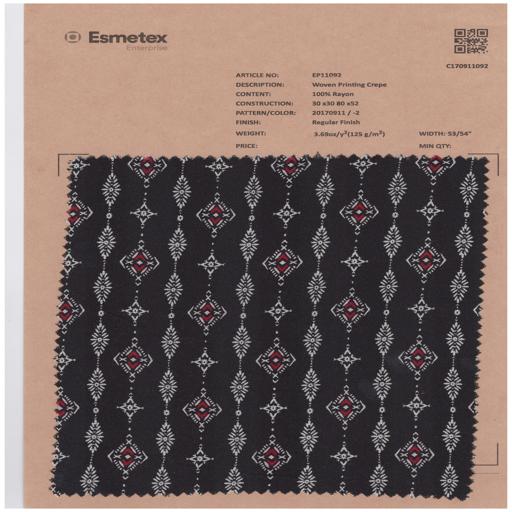 Esmetex
Enterprise
C170911092
ARTICLE NO: EP11092
DESCRIPTION: Woven Printing Crepe
CONTENT: 100% Rayon
CONSTRUCTION: 30 x30 80 x52
PATTERN/COLOR: 20170911 / -2
FINISH: Regular Finish
WEIGHT: 3.69oz/y²(125 g/m²) WIDTH: 53/54"
PRICE: MIN QTY: